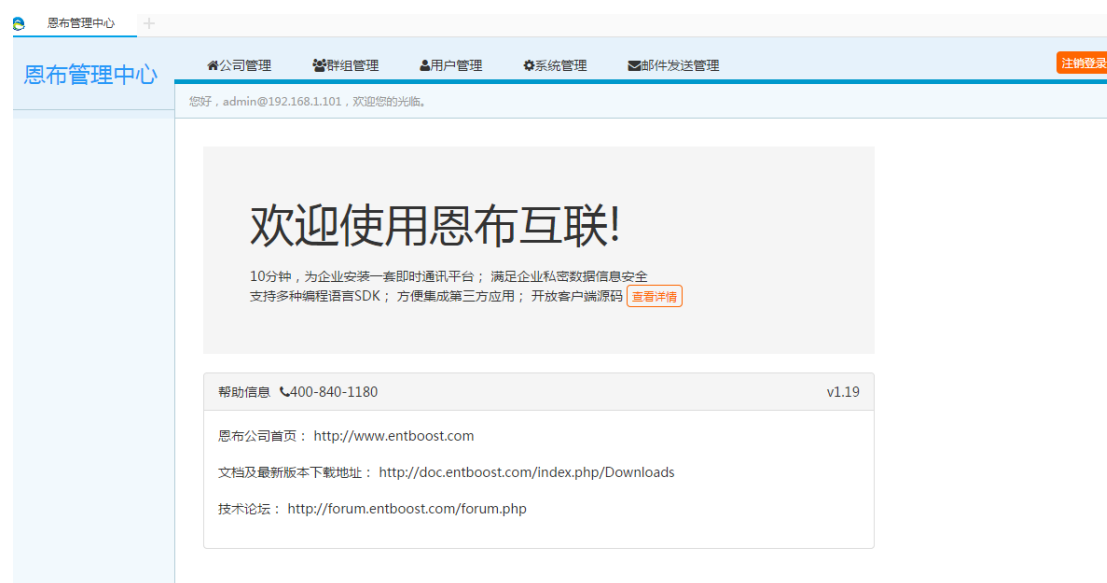 恩布管理中心
恩布管理中心
公司管理 群组管理 用户管理 系统管理 邮件发送管理 注销登录
您好，admin@192.168.1.101，欢迎您的光临。
欢迎使用恩布互联!
10分钟，为企业安装一套即时通讯平台； 满足企业私密数据信息安全
支持多种编程语言SDK； 方便集成第三方应用； 开放客户端源码 查看详情
帮助信息 400-840-1180 v1.19
恩布公司首页： http://www.entboost.com
文档及最新版本下载地址： http://doc.entboost.com/index.php/Downloads
技术论坛： http://forum.entboost.com/forum.php